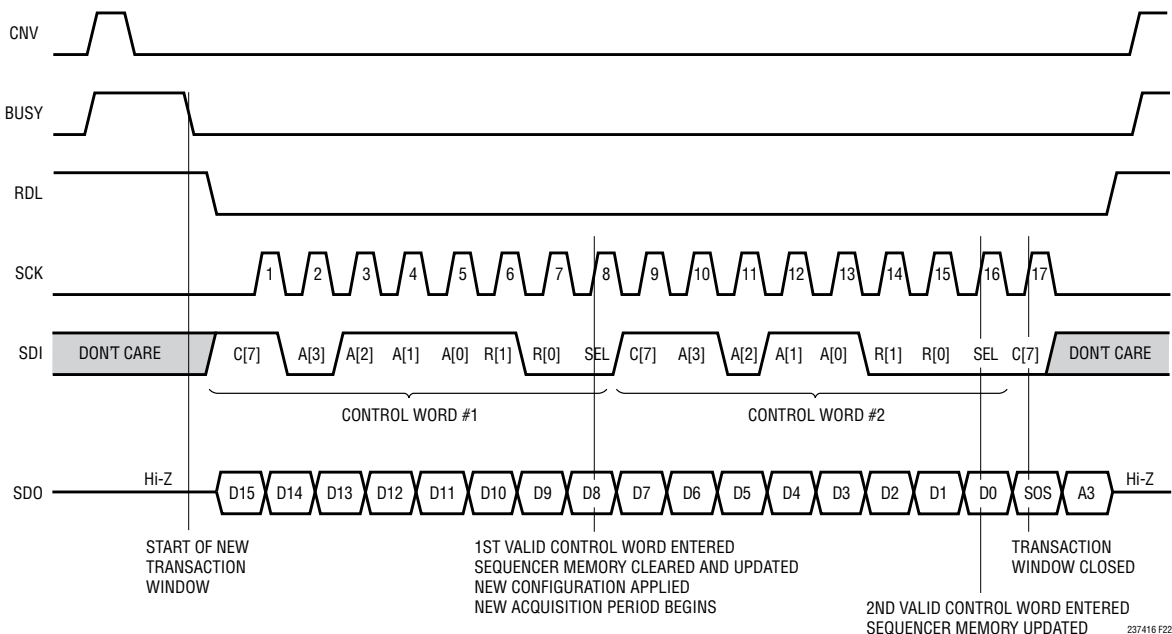 CNV
BUSY
RDL
SCK 1 2 3 4 5 6 7 8 9 10 11 12 13 14 15 16 17
SDI DON'T CARE C[7] A[3] A[2] A[1] A[0] R[1] R[0] SEL C[7] A[3] A[2] A[1] A[0] R[1] R[0] SEL C[7] DON'T CARE
CONTROL WORD #1 CONTROL WORD #2
SDO Hi-Z D15 D14 D13 D12 D11 D10 D9 D8 D7 D6 D5 D4 D3 D2 D1 D0 SOS A3 Hi-Z
START OF NEW
TRANSACTION
WINDOW
1ST VALID CONTROL WORD ENTERED
SEQUENCER MEMORY CLEARED AND UPDATED
NEW CONFIGURATION APPLIED
NEW ACQUISITION PERIOD BEGINS
TRANSACTION
WINDOW CLOSED
2ND VALID CONTROL WORD ENTERED
SEQUENCER MEMORY UPDATED
237416 F22